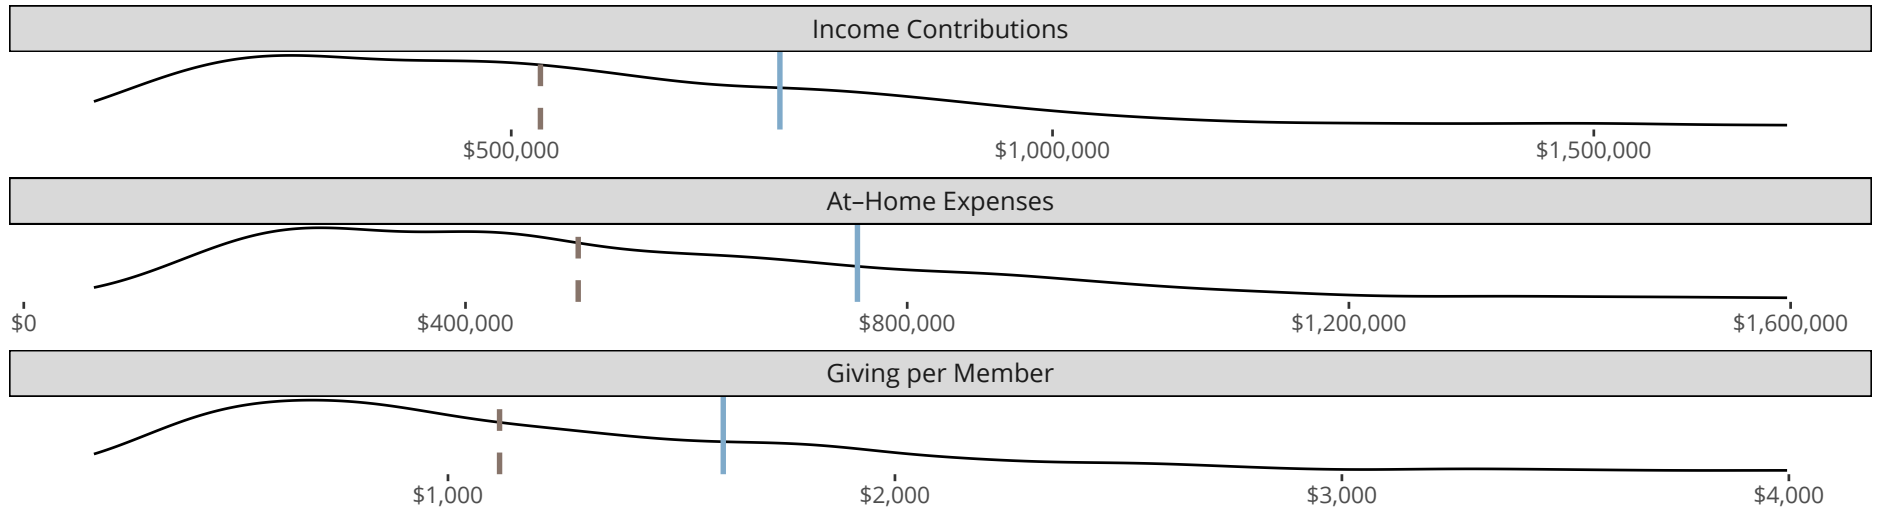 Income Contributions
$500,000 $1,000,000 $1,500,000
At–Home Expenses
$0 $400,000 $800,000 $1,200,000 $1,600,000
Giving per Member
$1,000 $2,000 $3,000 $4,000